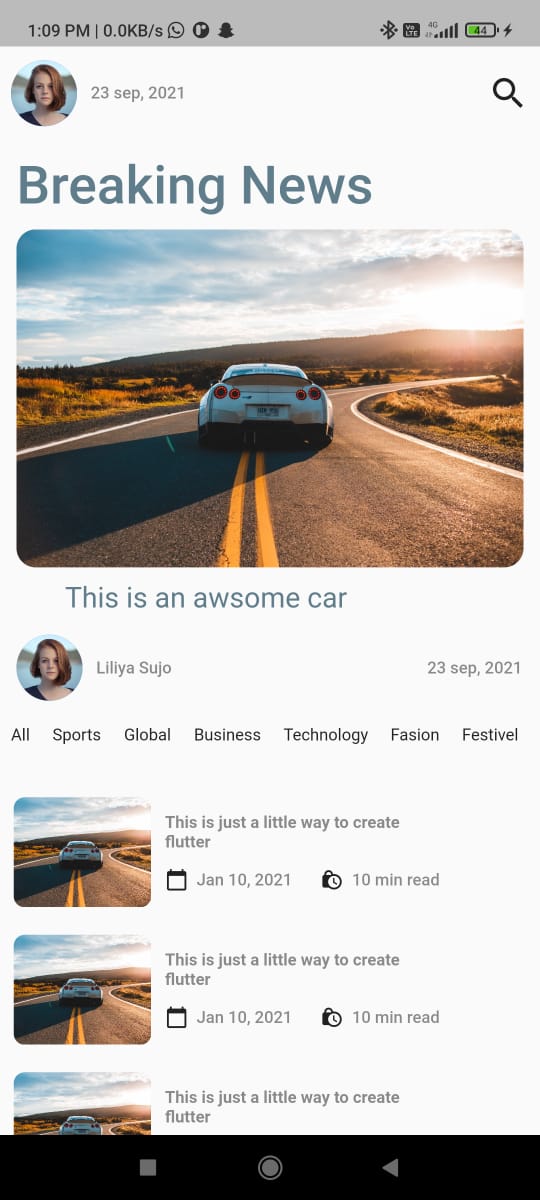 1:09 PM | 0.0KB/s
Vo LTE
4G
44
23 sep, 2021
Breaking News
This is an awsome car
Liliya Sujo
23 sep, 2021
All Sports Global Business Technology Fasion Festivel
This is just a little way to create
flutter
Jan 10, 2021
10 min read
This is just a little way to create
flutter
Jan 10, 2021
10 min read
This is just a little way to create
flutter